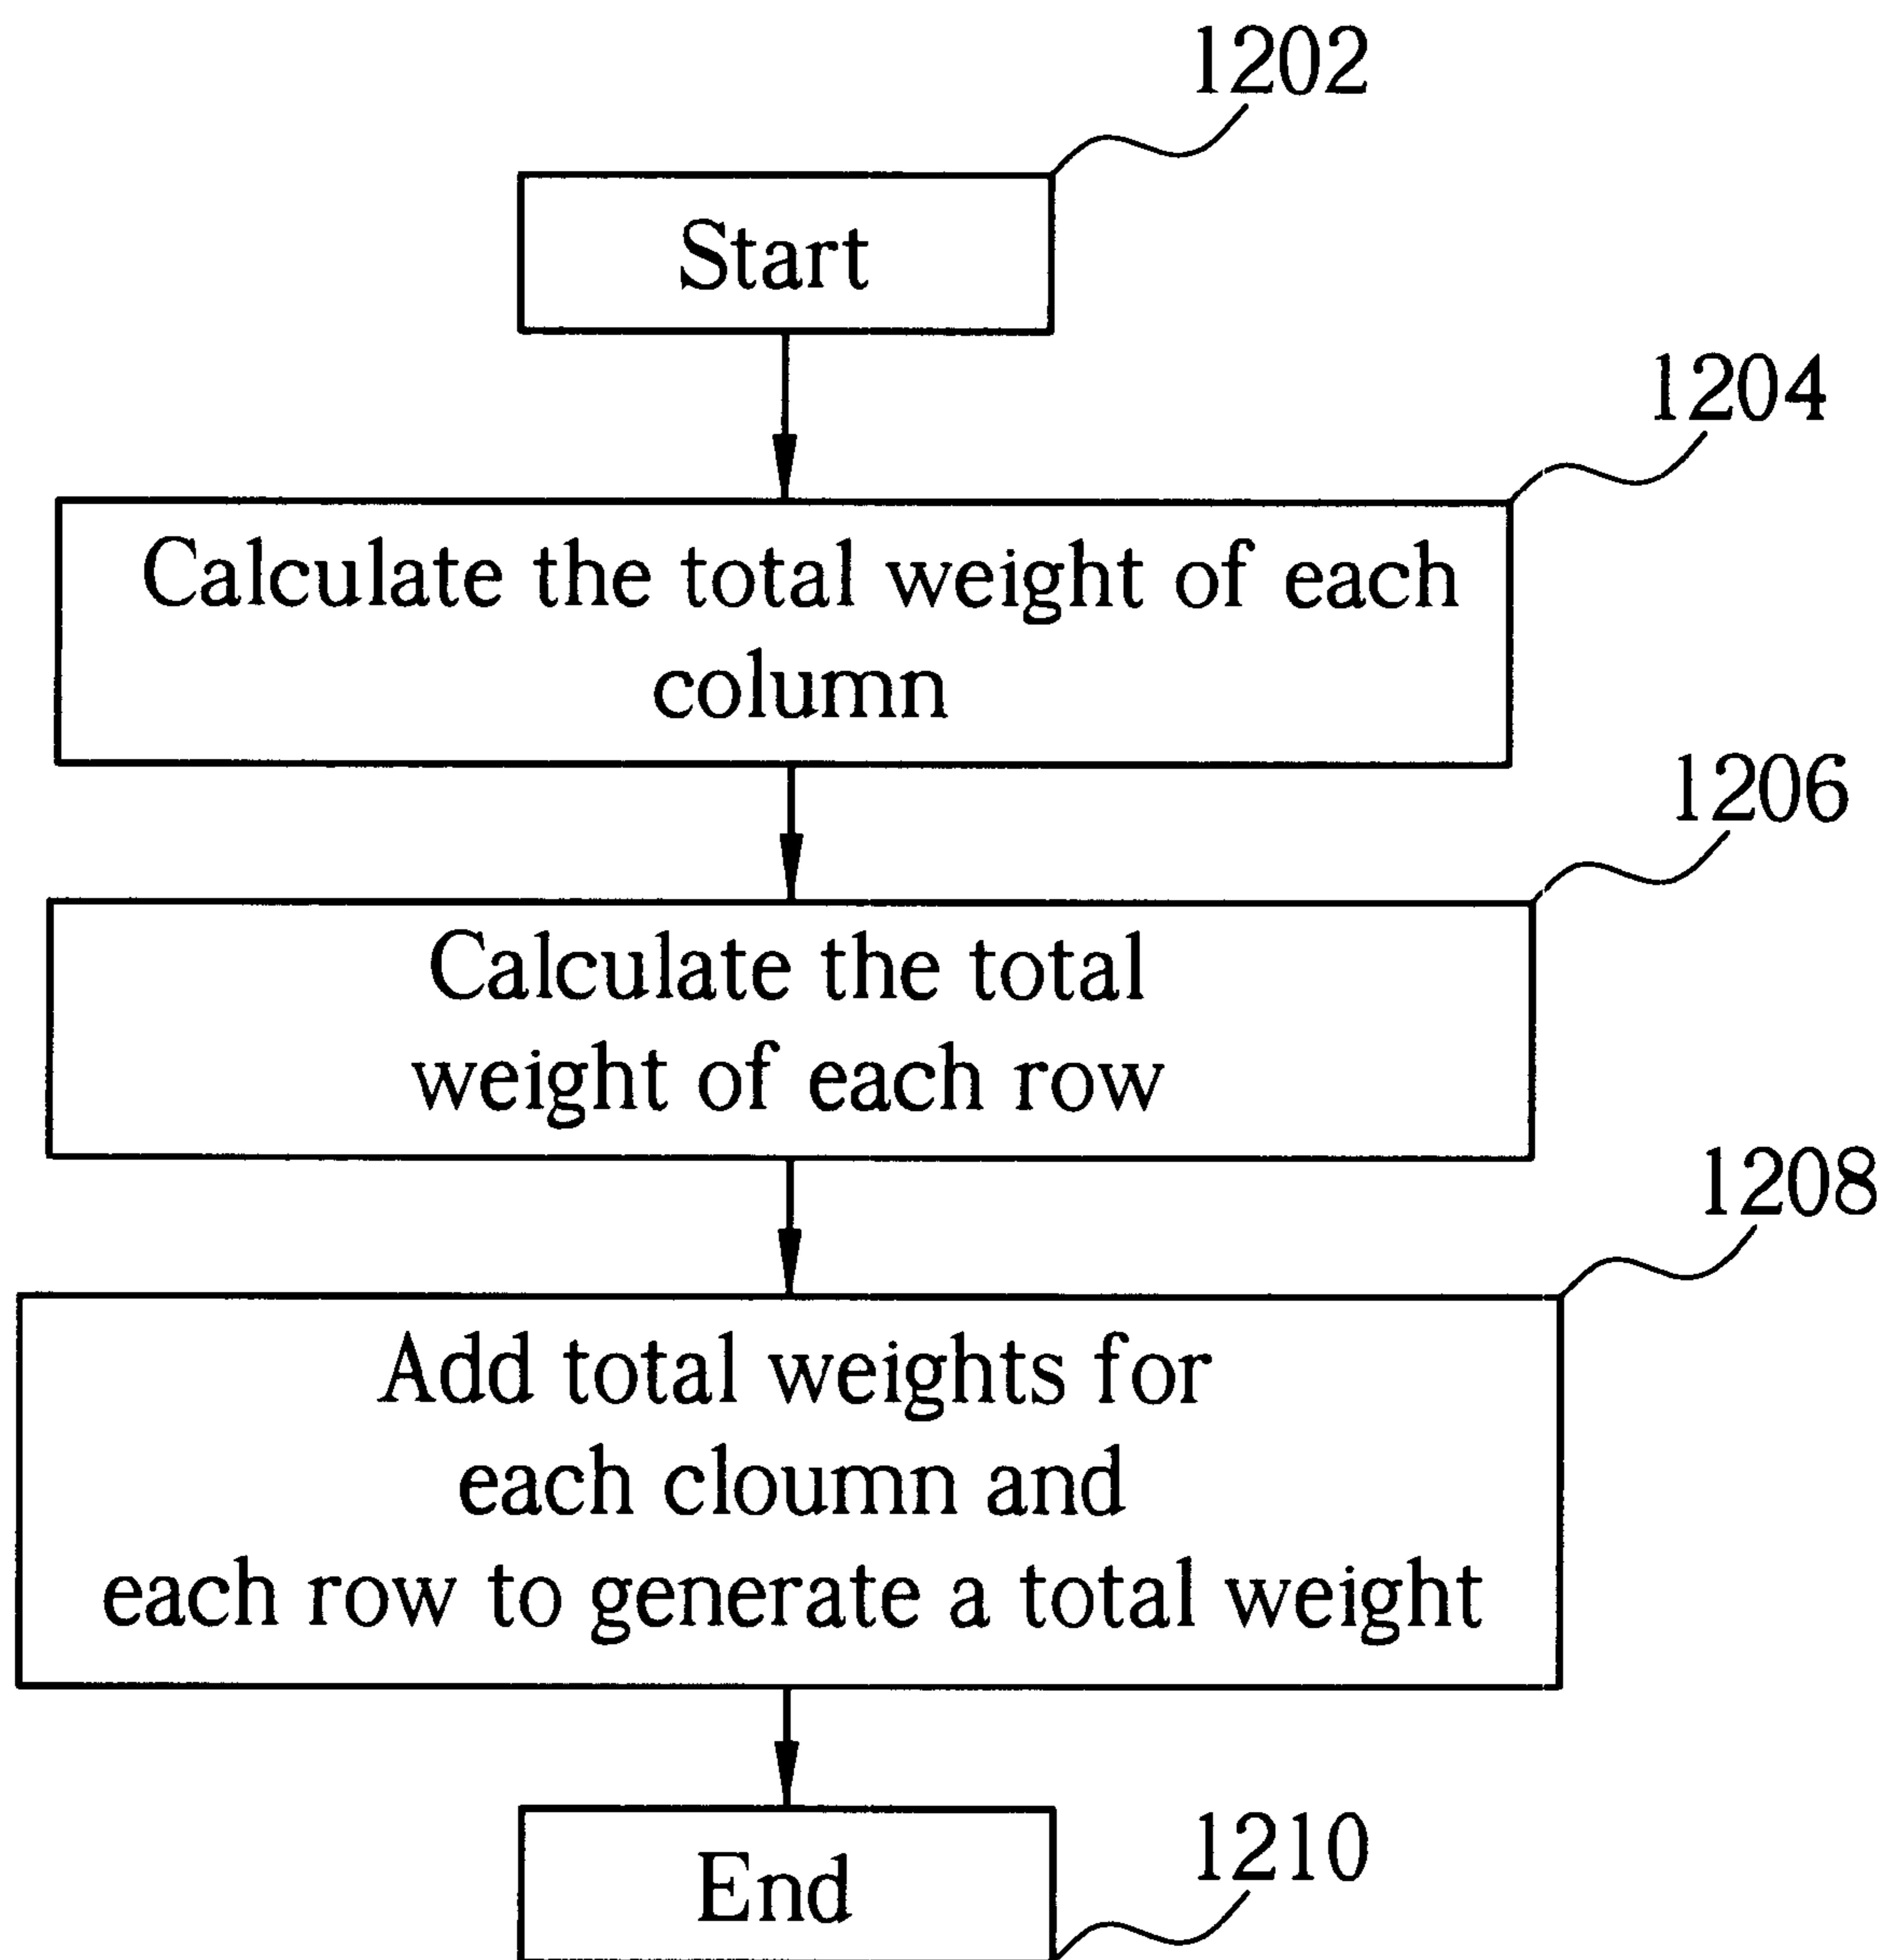 1202
Start
1204
Calculate the total weight of each
column
1206
Calculate the total
weight of each row
1208
Add total weights for
each cloumn and
each row to generate a total weight
End
1210